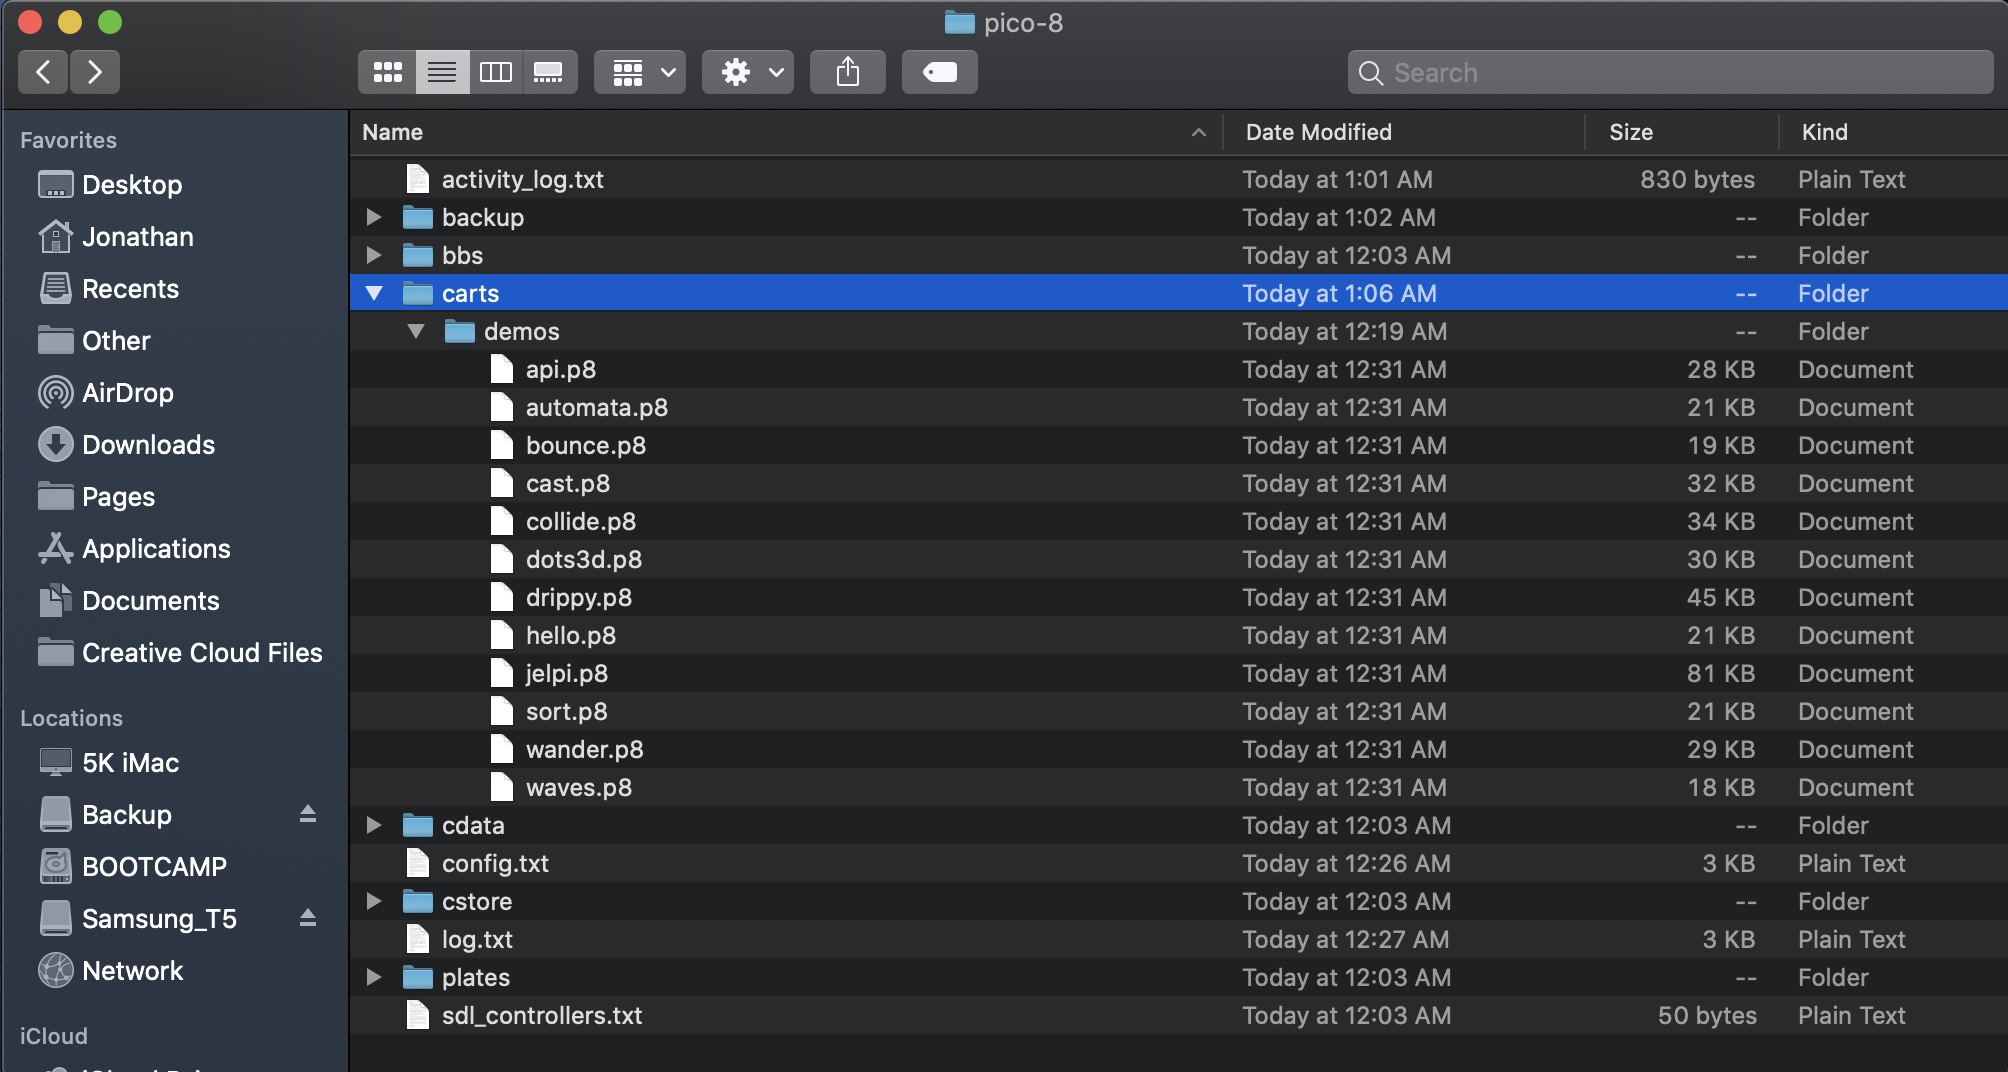 pico-8
Search
Favorites
Desktop
Jonathan
Recents
Other
AirDrop
Downloads
Pages
Applications
Documents
Creative Cloud Files
Locations
5K iMac
Backup
BOOTCAMP
Samsung_T5
Network
iCloud
Name Date Modified Size Kind
activity_log.txt Today at 1:01 AM 830 bytes Plain Text
backup Today at 1:02 AM -- Folder
bbs Today at 12:03 AM -- Folder
carts Today at 1:06 AM -- Folder
demos Today at 12:19 AM -- Folder
api.p8 Today at 12:31 AM 28 KB Document
automata.p8 Today at 12:31 AM 21 KB Document
bounce.p8 Today at 12:31 AM 19 KB Document
cast.p8 Today at 12:31 AM 32 KB Document
collide.p8 Today at 12:31 AM 34 KB Document
dots3d.p8 Today at 12:31 AM 30 KB Document
drippy.p8 Today at 12:31 AM 45 KB Document
hello.p8 Today at 12:31 AM 21 KB Document
jelpi.p8 Today at 12:31 AM 81 KB Document
sort.p8 Today at 12:31 AM 21 KB Document
wander.p8 Today at 12:31 AM 29 KB Document
waves.p8 Today at 12:31 AM 18 KB Document
cdata Today at 12:03 AM -- Folder
config.txt Today at 12:26 AM 3 KB Plain Text
cstore Today at 12:03 AM -- Folder
log.txt Today at 12:27 AM 3 KB Plain Text
plates Today at 12:03 AM -- Folder
sdl_controllers.txt Today at 12:03 AM 50 bytes Plain Text